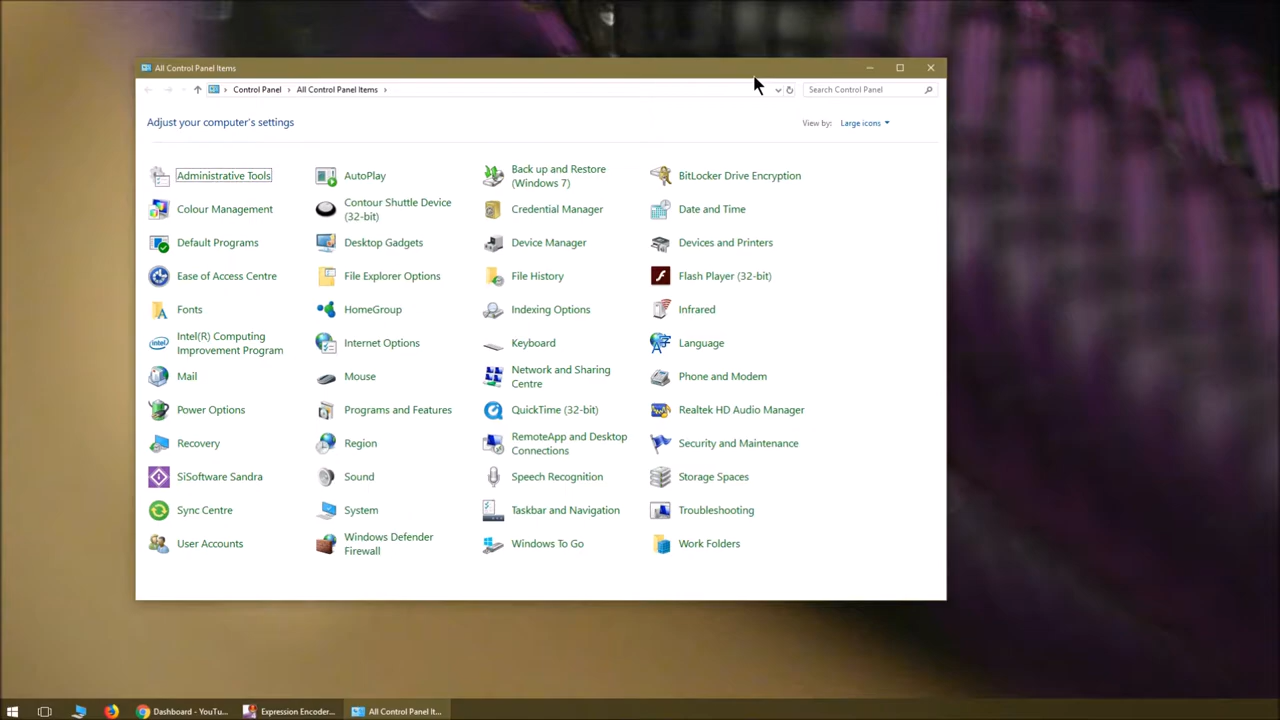 All Control Panel Items
Control Panel
All Control Panel Items
Search Control Panel
Adjust your computer's settings
View by:
Large icons
Administrative Tools
AutoPlay
Back up and Restore
(Windows 7)
BitLocker Drive Encryption
Colour Management
Contour Shuttle Device
(32-bit)
Credential Manager
Date and Time
Default Programs
Desktop Gadgets
Device Manager
Devices and Printers
Ease of Access Centre
File Explorer Options
File History
Flash Player (32-bit)
Fonts
HomeGroup
Indexing Options
Infrared
Intel(R) Computing
Improvement Program
Internet Options
Keyboard
Language
Mail
Mouse
Network and Sharing
Centre
Phone and Modem
Power Options
Programs and Features
QuickTime (32-bit)
Realtek HD Audio Manager
Recovery
Region
RemoteApp and Desktop
Connections
Security and Maintenance
SiSoftware Sandra
Sound
Speech Recognition
Storage Spaces
Sync Centre
System
Taskbar and Navigation
Troubleshooting
User Accounts
Windows Defender
Firewall
Windows To Go
Work Folders
Dashboard - YouTu...
Expression Encoder...
All Control Panel It...